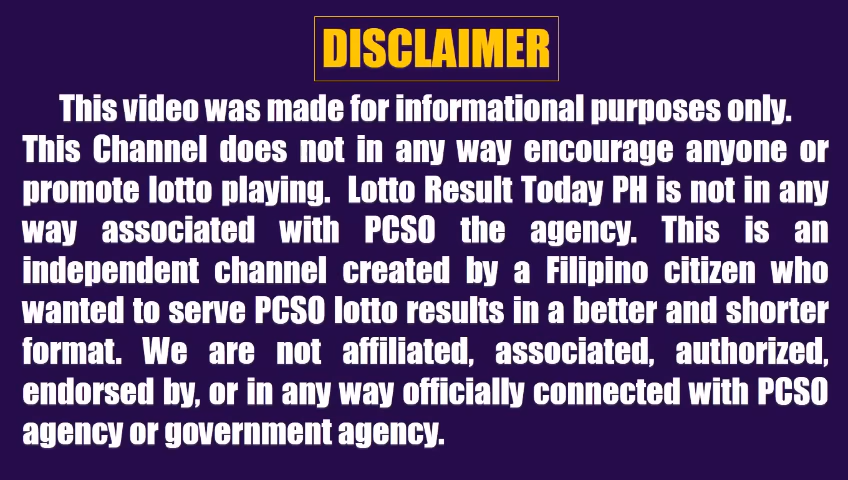 DISCLAIMER
This video was made for informational purposes only.
This Channel does not in any way encourage anyone or
promote lotto playing. Lotto Result Today PH is not in any
way associated with PCSO the agency. This is an
independent channel created by a Filipino citizen who
wanted to serve PCSO lotto results in a better and shorter
format. We are not affiliated, associated, authorized,
endorsed by, or in any way officially connected with PCSO
agency or government agency.